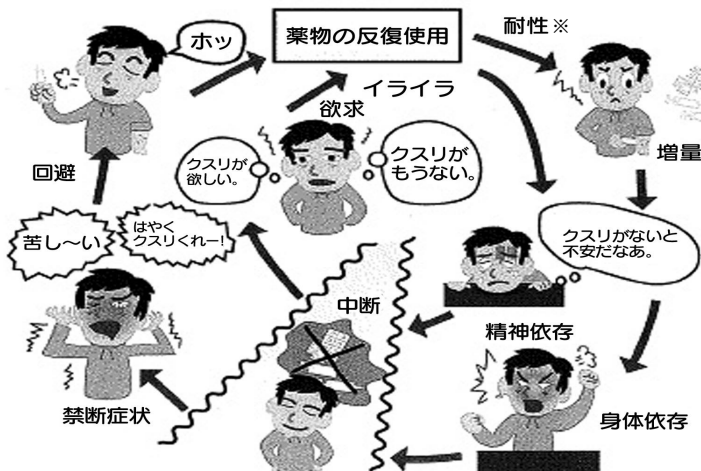 ホッ
薬物の反復使用
耐性※
イライラ
欲求
増量
クスリが
欲しい。
クスリが
もうない。
回避
クスリがないと
不安だなあ。
苦し～い
はやく
クスリくれー!
中断
精神依存
禁断症状
身体依存